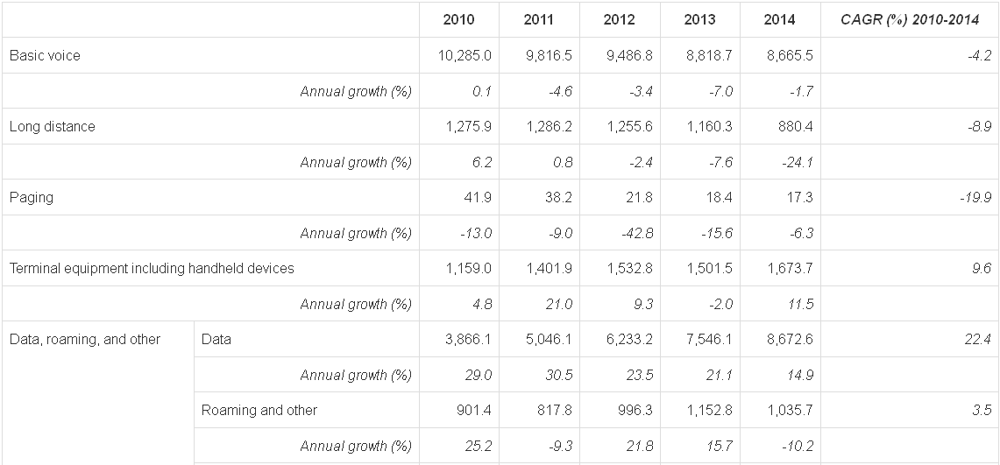 2010 2011 2012 2013 2014 CAGR (%) 2010-2014
Basic voice 10,285.0 9,816.5 9,486.8 8,818.7 8,665.5 -4.2
Annual growth (%) 0.1 -4.6 -3.4 -7.0 -1.7
Long distance 1,275.9 1,286.2 1,255.6 1,160.3 880.4 -8.9
Annual growth (%) 6.2 0.8 -2.4 -7.6 -24.1
Paging 41.9 38.2 21.8 18.4 17.3 -19.9
Annual growth (%) -13.0 -9.0 -42.8 -15.6 -6.3
Terminal equipment including handheld devices 1,159.0 1,401.9 1,532.8 1,501.5 1,673.7 9.6
Annual growth (%) 4.8 21.0 9.3 -2.0 11.5
Data, roaming, and other Data 3,866.1 5,046.1 6,233.2 7,546.1 8,672.6 22.4
Annual growth (%) 29.0 30.5 23.5 21.1 14.9
Roaming and other 901.4 817.8 996.3 1,152.8 1,035.7 3.5
Annual growth (%) 25.2 -9.3 21.8 15.7 -10.2